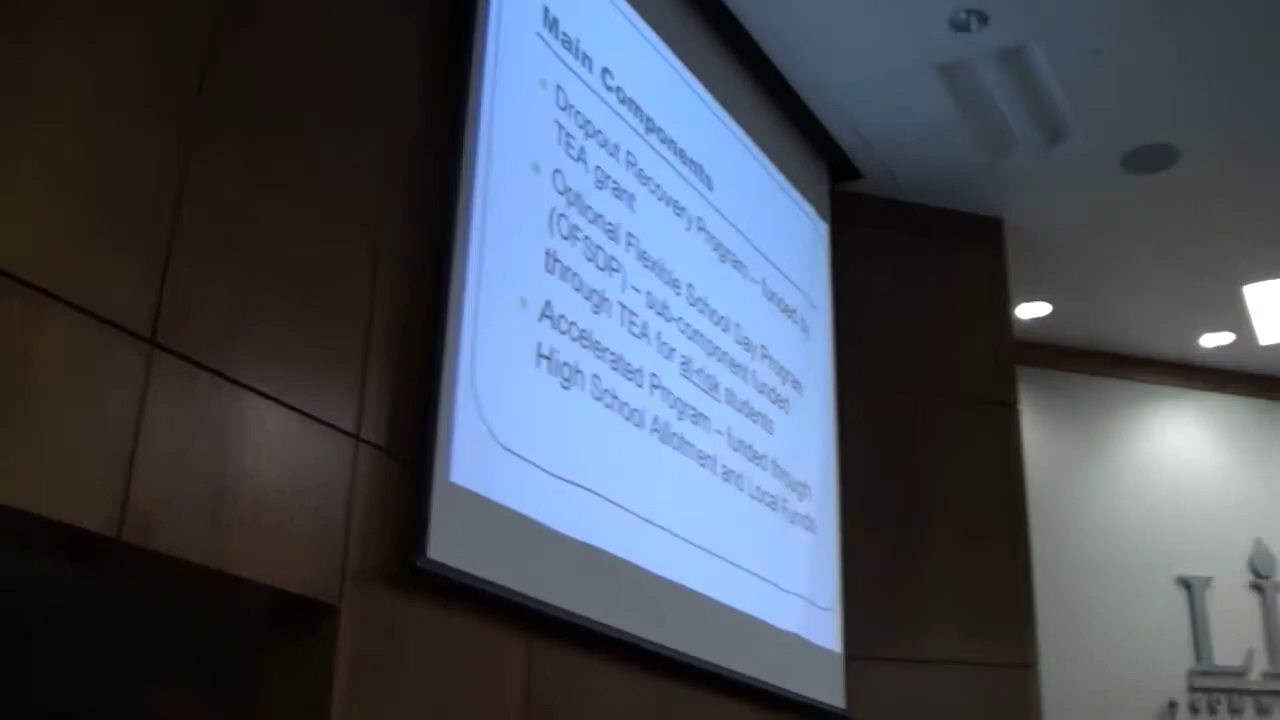 Main Components
Dropout Recovery Program – funded by
TEA grant
Optional Flexible School Day Program
(OFSDP) – sub-component funded
through TEA for at-risk students
Accelerated Program – funded through
High School Allotment and Local Funds
LI